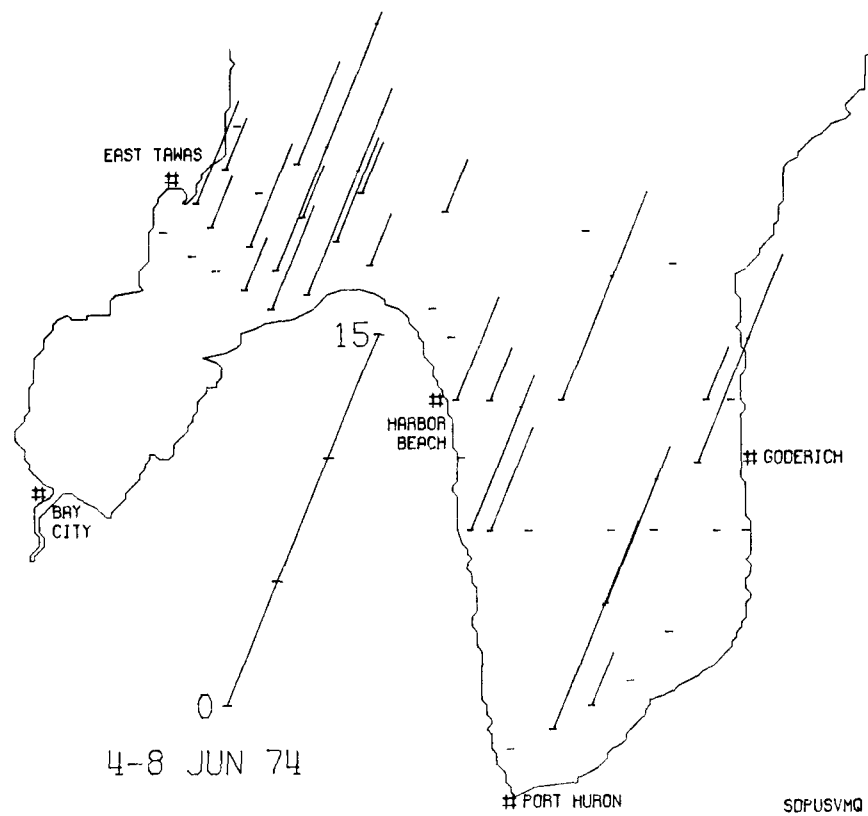 EAST TAWAS
#
15
#
HARBOR
BEACH
# GODERICH
#
BAY
CITY
0
4-8 JUN 74
# PORT HURON
SDPUSVMQ